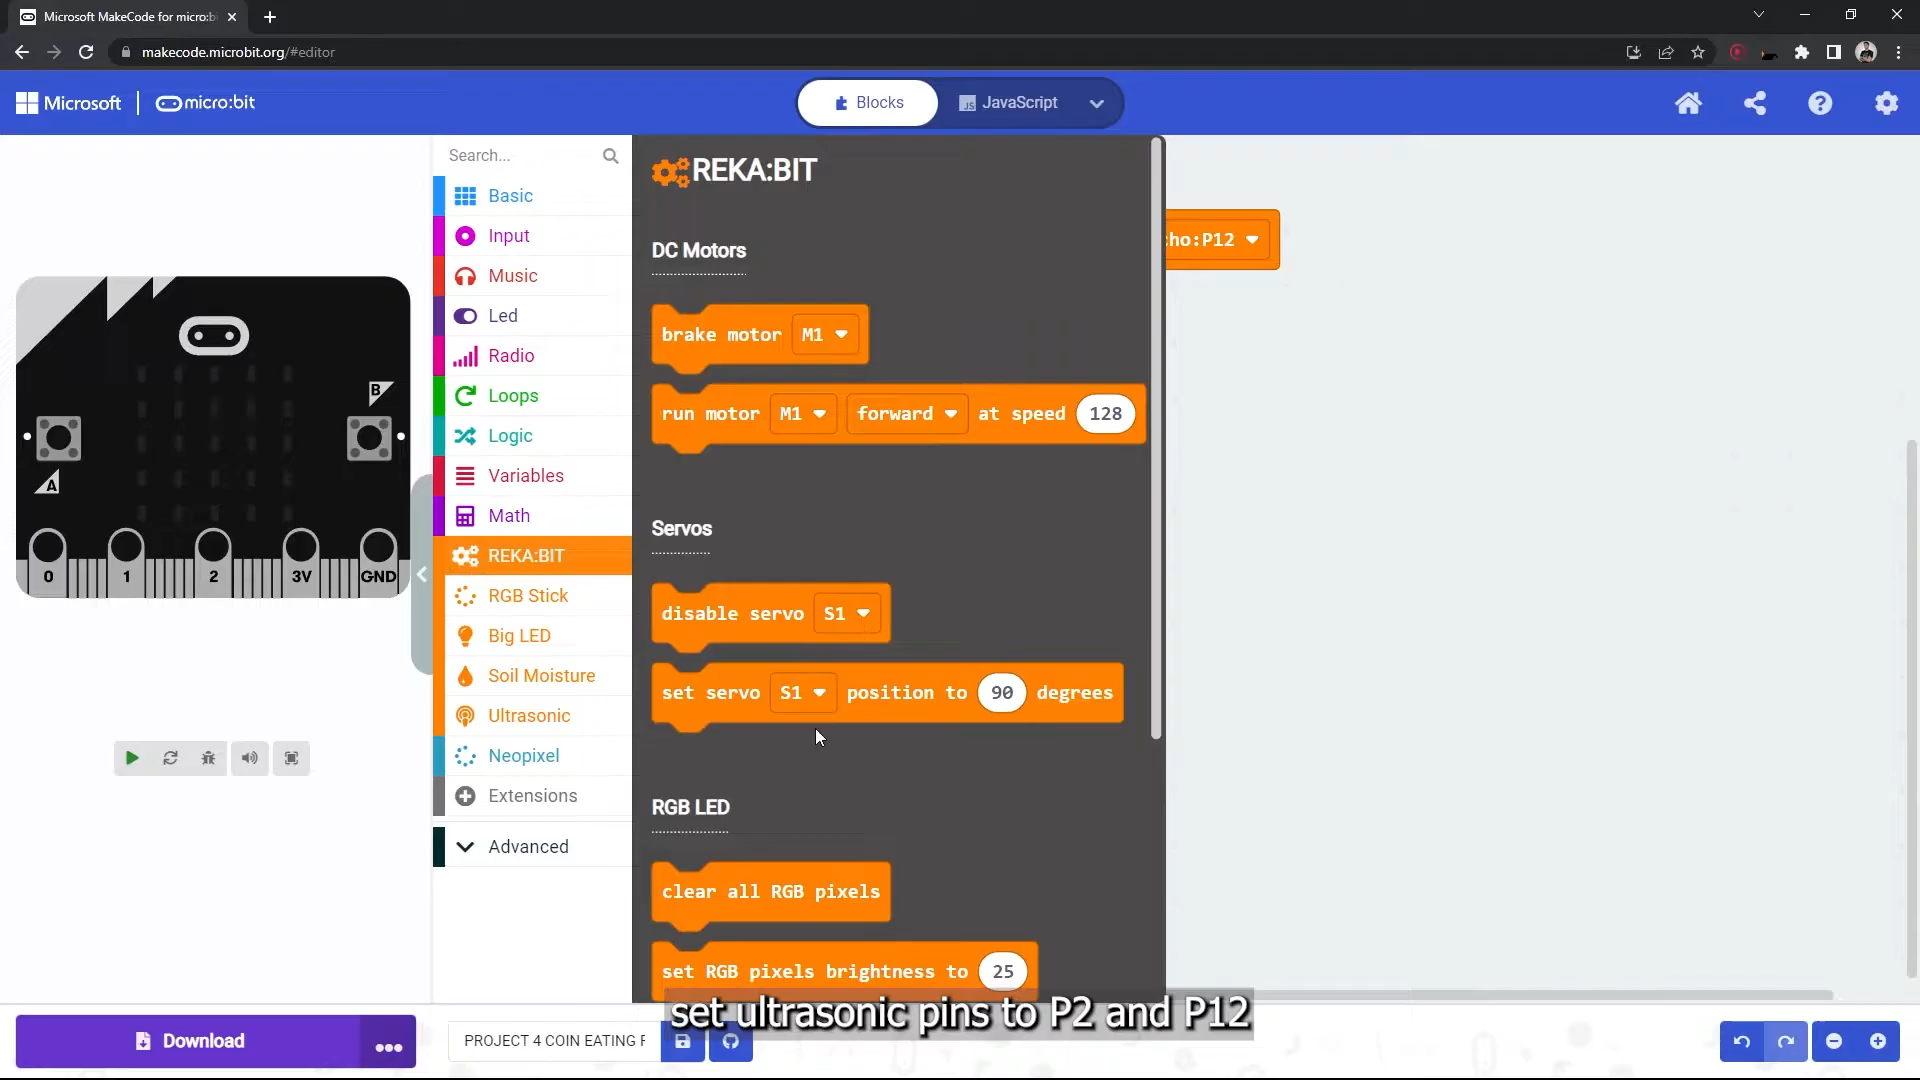 Microsoft MakeCode for micro:bi
makecode.microbit.org/#editor
Microsoft
micro:bit
Blocks
JS JavaScript
Search...
Basic
Input
Music
Led
Radio
Loops
Logic
Variables
Math
REKA:BIT
RGB Stick
Big LED
Soil Moisture
Ultrasonic
Neopixel
Extensions
Advanced
B
A
0 1 2 3V GND
REKA:BIT
DC Motors
brake motor M1
run motor M1 forward at speed 128
Servos
disable servo S1
set servo S1 position to 90 degrees
RGB LED
clear all RGB pixels
set RGB pixels brightness to 25
ho:P12
set ultrasonic pins to P2 and P12
Download
PROJECT 4 COIN EATING